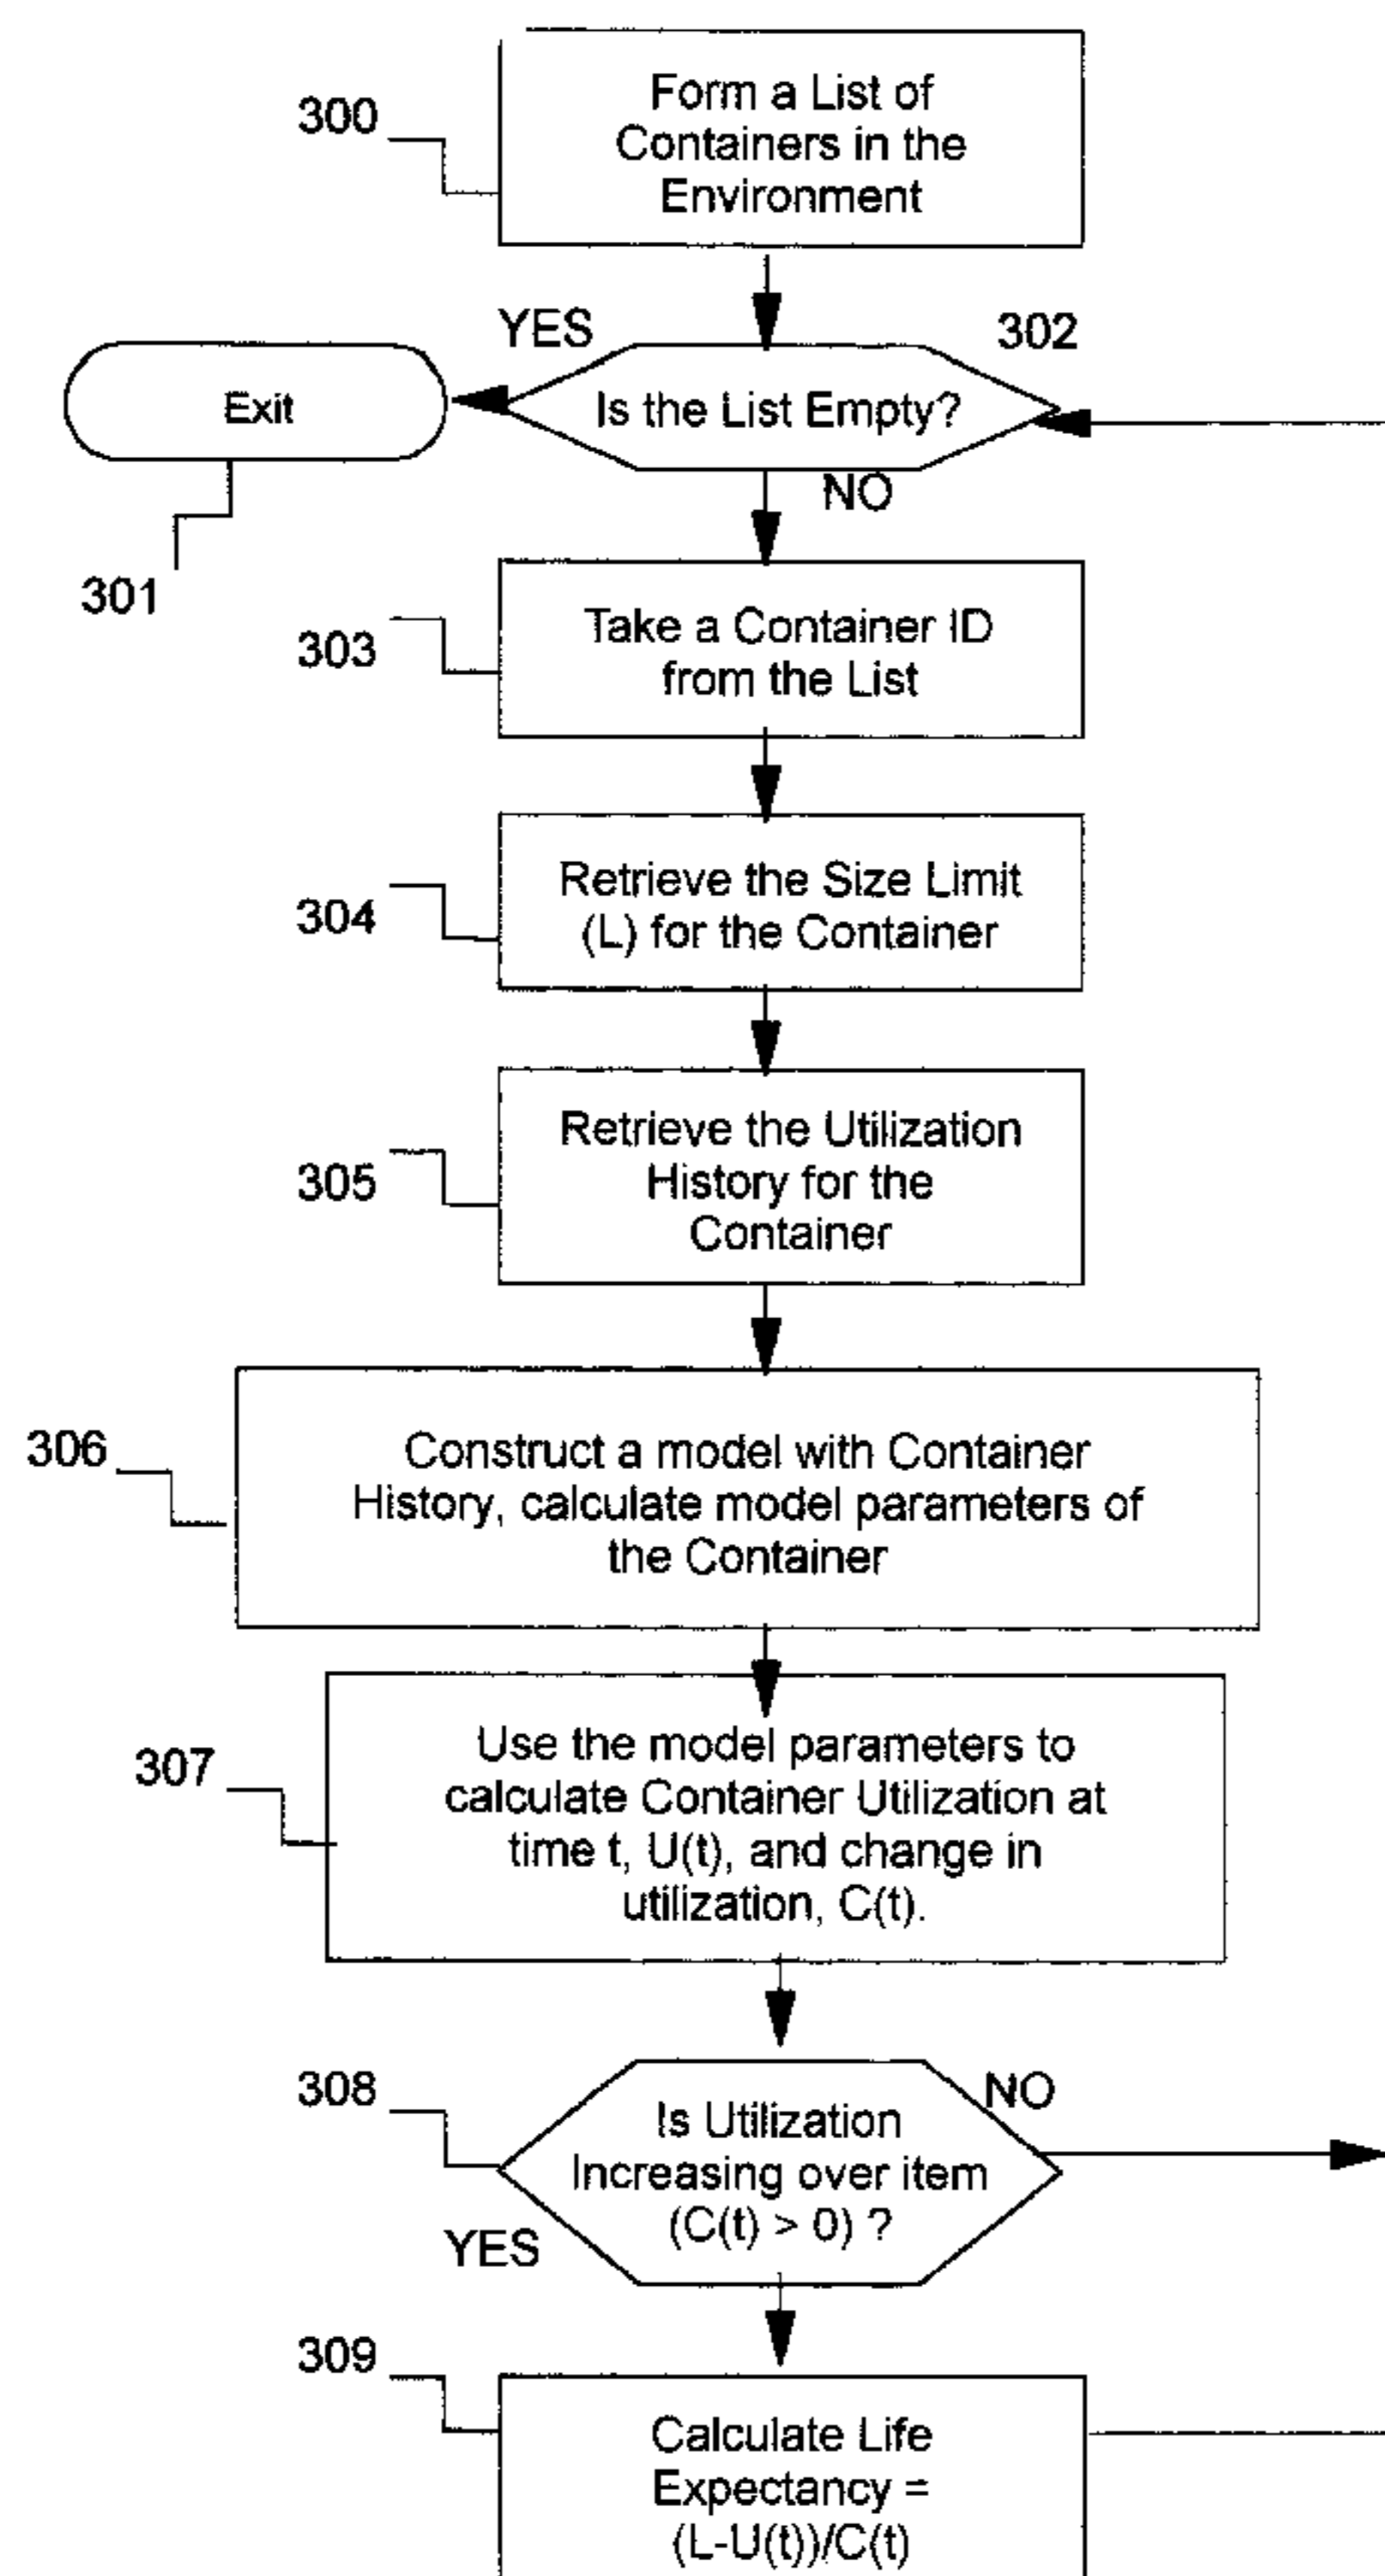 300
Form a List of
Containers in the
Environment
YES
302
Exit
Is the List Empty?
NO
301
303
Take a Container ID
from the List
304
Retrieve the Size Limit
(L) for the Container
305
Retrieve the Utilization
History for the
Container
306
Construct a model with Container
History, calculate model parameters of
the Container
307
Use the model parameters to
calculate Container Utilization at
time t, U(t), and change in
utilization, C(t).
308
NO
Is Utilization
Increasing over item
(C(t) > 0) ?
YES
309
Calculate Life
Expectancy =
(L-U(t))/C(t)